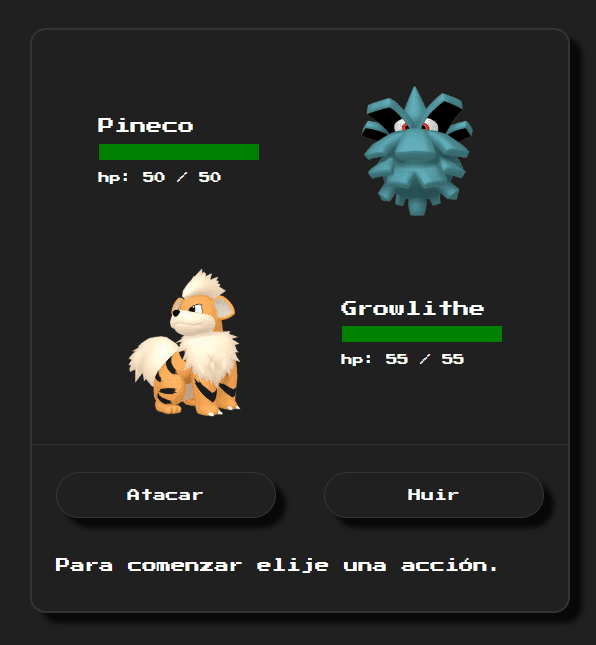 Pineco
hp: 50 / 50
Growlithe
hp: 55 / 55
Atacar
Huir
Para comenzar elije una acción.